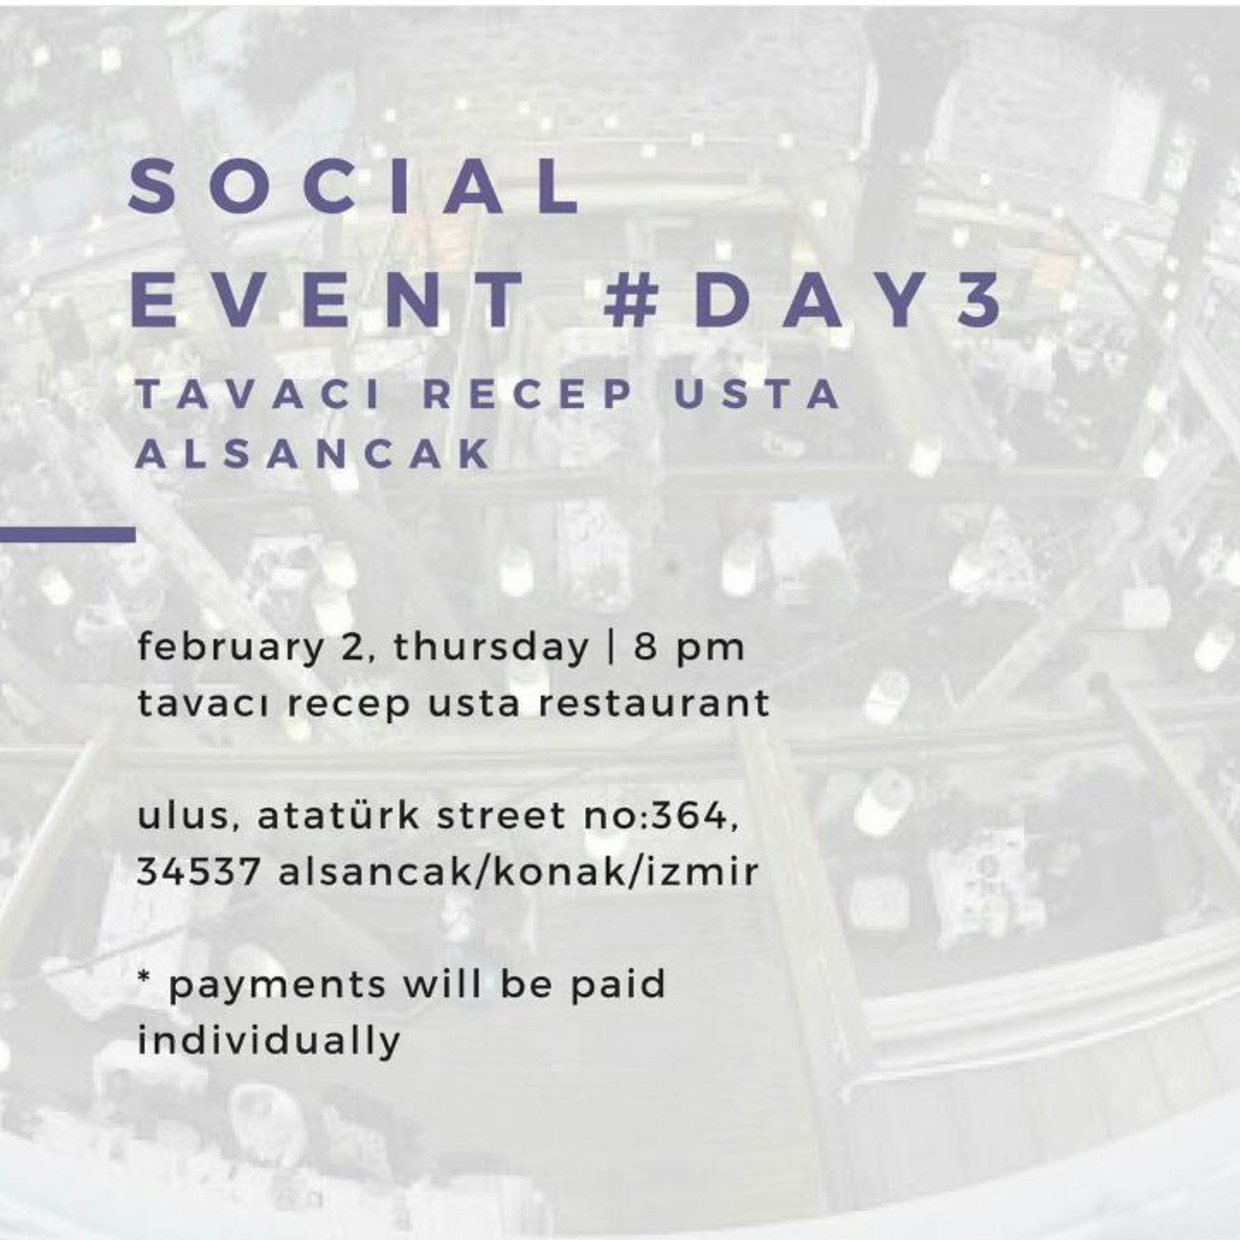 SOCIAL
EVENT #DAY3
TAVACI RECEP USTA
ALSANCAK
february 2, thursday | 8 pm
tavacı recep usta restaurant
ulus, atatürk street no:364,
34537 alsancak/konak/izmir
* payments will be paid
individually